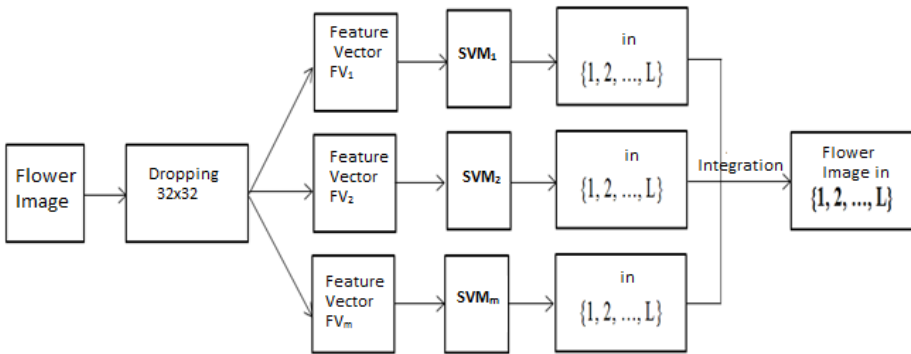 Flower
Image
Dropping
32x32
Feature
Vector
FV₁
SVM₁
in
{1, 2, ..., L}
Feature
Vector
FV₂
SVM₂
in
{1, 2, ..., L}
Feature
Vector
FVₘ
SVMₘ
in
{1, 2, ..., L}
Integration
Flower
Image in
{1, 2, ..., L}